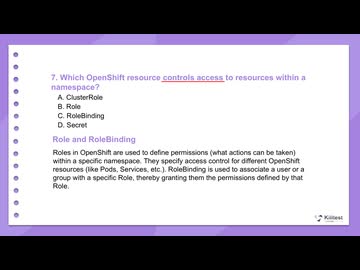 7. Which OpenShift resource controls access to resources within a
namespace?
A. ClusterRole
B. Role
C. RoleBinding
D. Secret
Role and RoleBinding
Roles in OpenShift are used to define permissions (what actions can be taken)
within a specific namespace. They specify access control for different OpenShift
resources (like Pods, Services, etc.). RoleBinding is used to associate a user or a
group with a specific Role, thereby granting them the permissions defined by that
Role.
Killtest